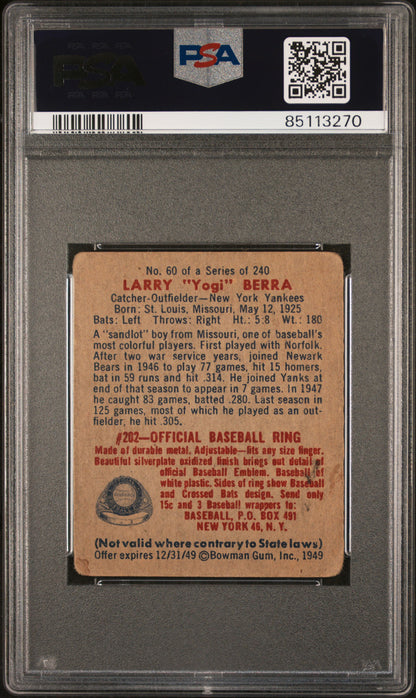 PSA
PSA
85113270
No. 60 of a Series of 240
LARRY "Yogi" BERRA
Catcher-Outfielder—New York Yankees
Born: St. Louis, Missouri, May 12, 1925
Bats: Left Throws: Right Ht.: 5:8 Wt.: 180
A "sandlot" boy from Missouri, one of baseball's
most colorful players. First played with Norfolk.
After two war service years, joined Newark
Bears in 1946 to play 77 games, hit 15 homers,
bat in 59 runs and hit .314. He joined Yanks at
end of that season to appear in 7 games. In 1947
he caught 83 games, batted .280. Last season in
125 games, most of which he played as an out-
fielder, he hit .305.
#202—OFFICIAL BASEBALL RING
Made of durable metal. Adjustable—fits any size finger.
Beautiful silverplate oxidized finish brings out detail
official Baseball Emblem. Baseball of
white plastic. Sides of ring show Baseball
and Crossed Bats design. Send only
15c and 3 Baseball wrappers to:
BASEBALL, P.O. BOX 491
NEW YORK 46, N. Y.
(Not valid where contrary to State laws)
Offer expires 12/31/49 ©Bowman Gum, Inc., 1949